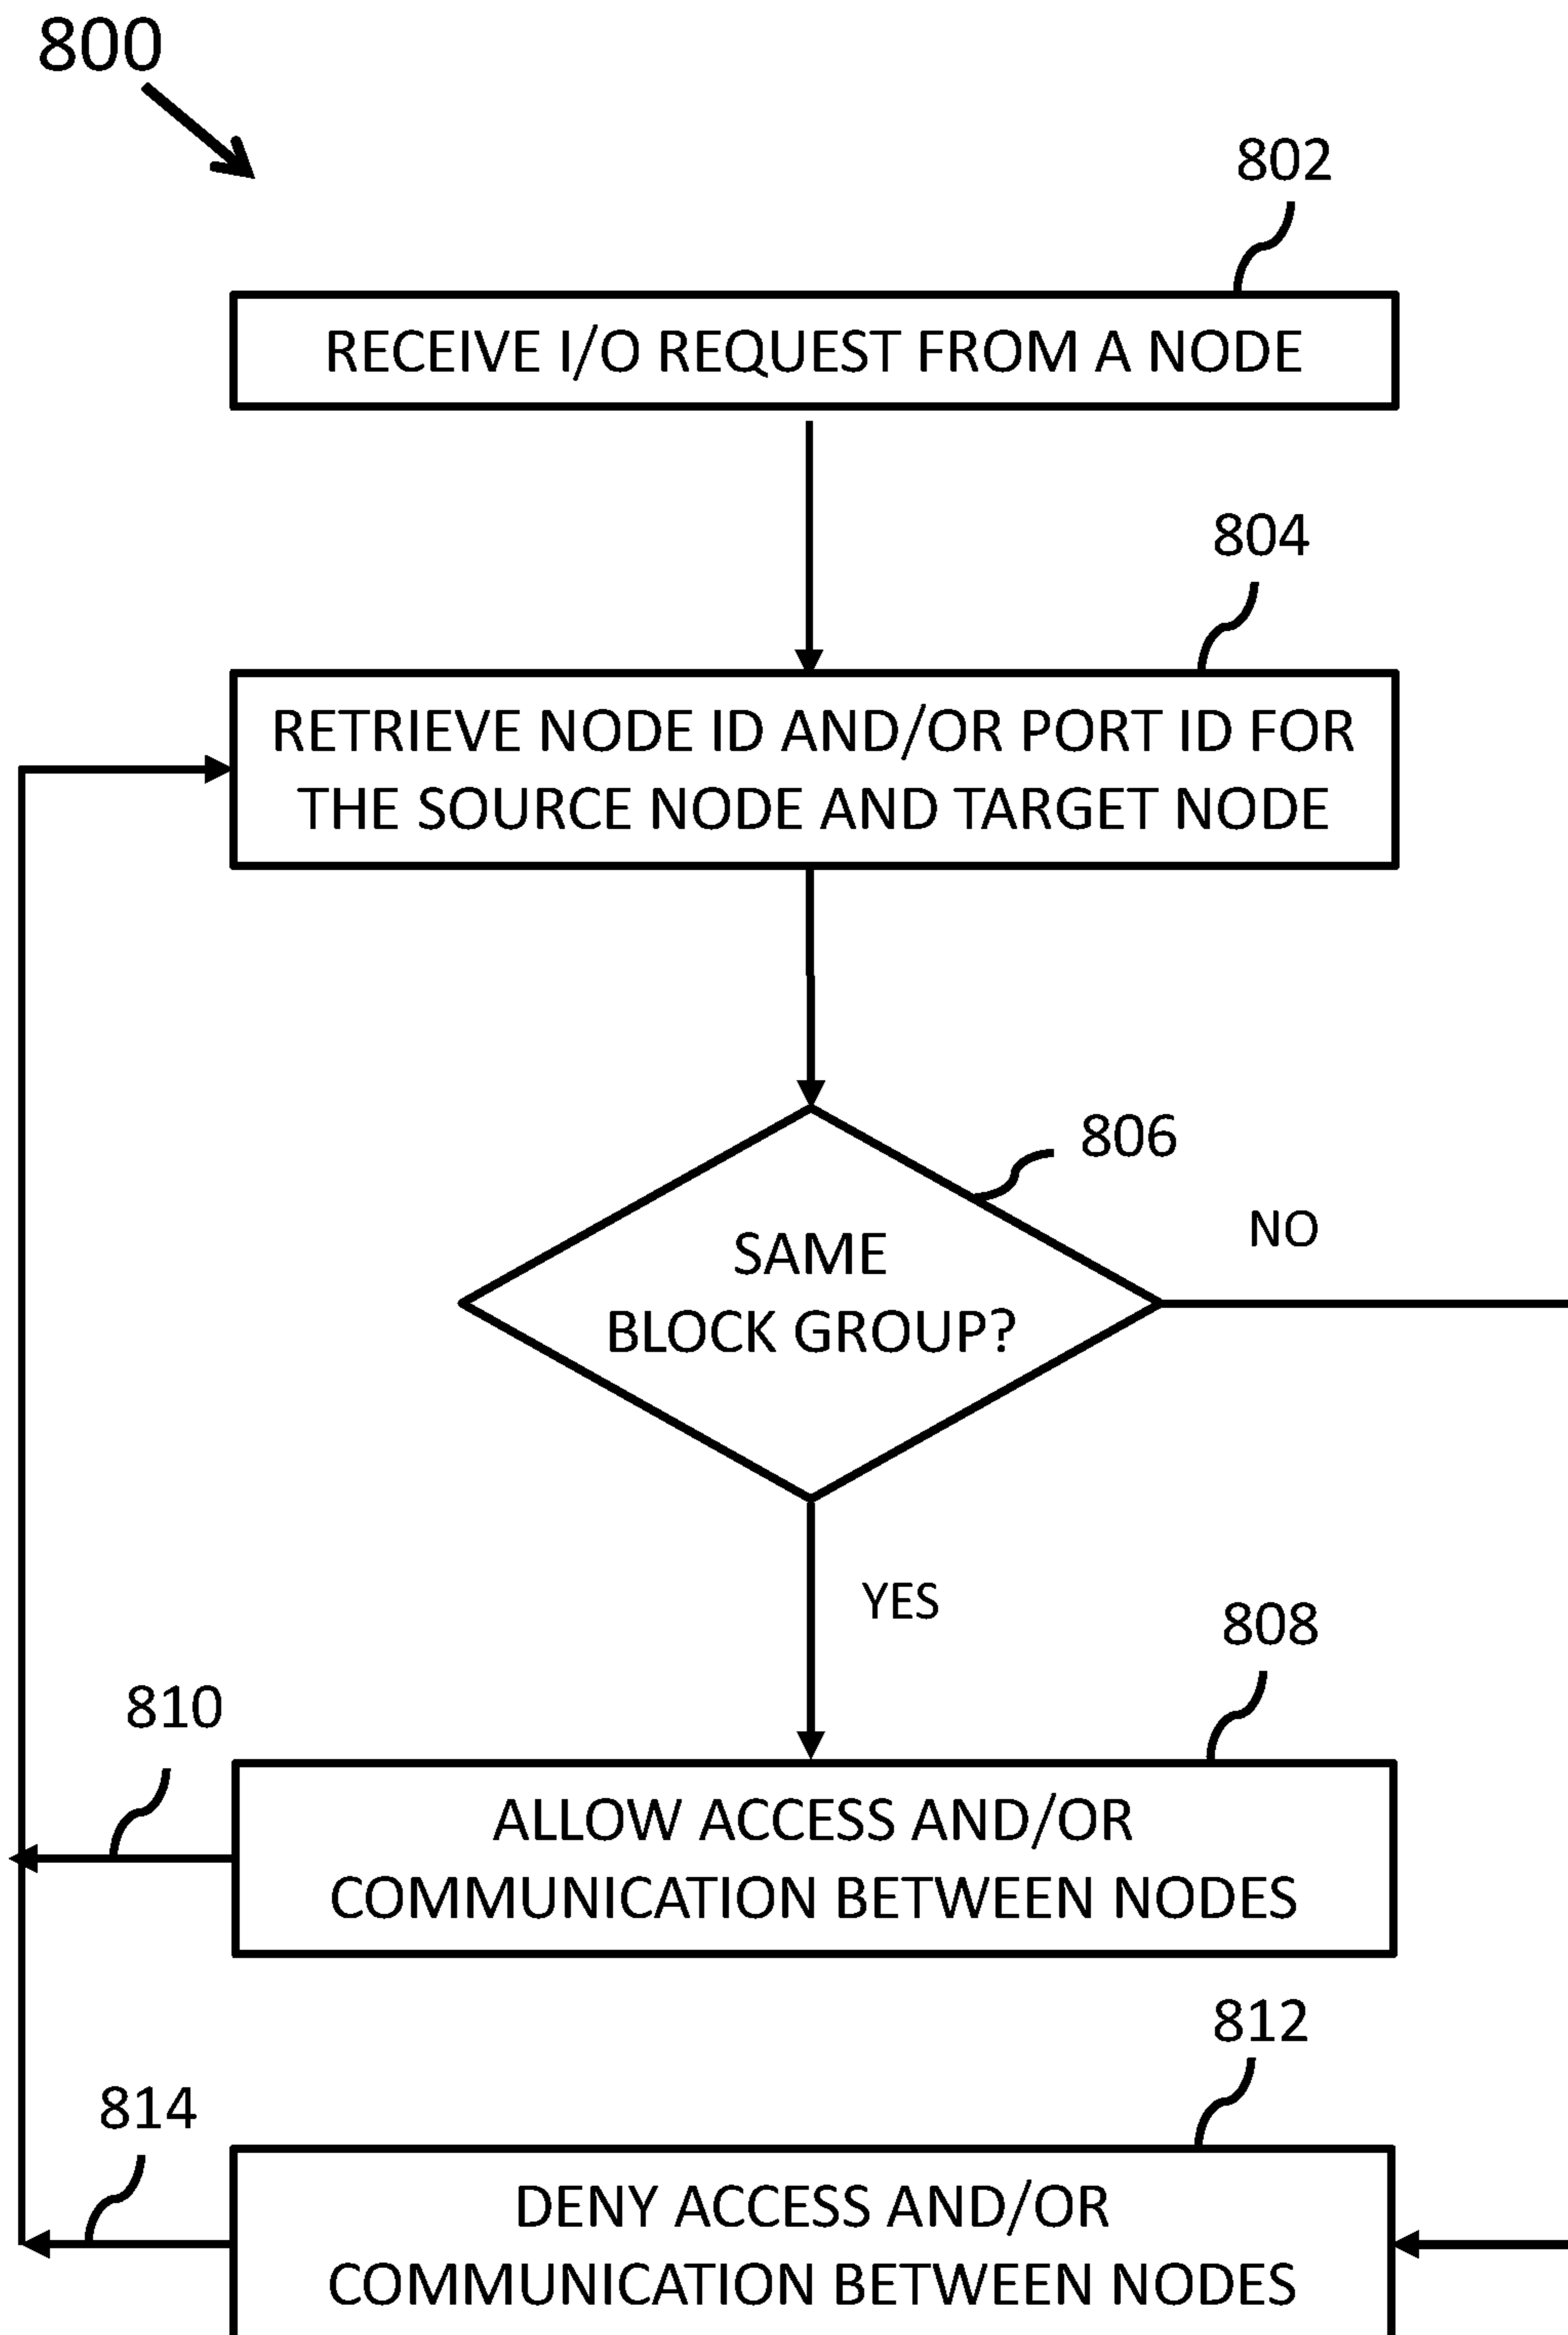 800
802
RECEIVE I/O REQUEST FROM A NODE
804
RETRIEVE NODE ID AND/OR PORT ID FOR
THE SOURCE NODE AND TARGET NODE
806
NO
SAME
BLOCK GROUP?
YES
808
810
ALLOW ACCESS AND/OR
COMMUNICATION BETWEEN NODES
812
814
DENY ACCESS AND/OR
COMMUNICATION BETWEEN NODES